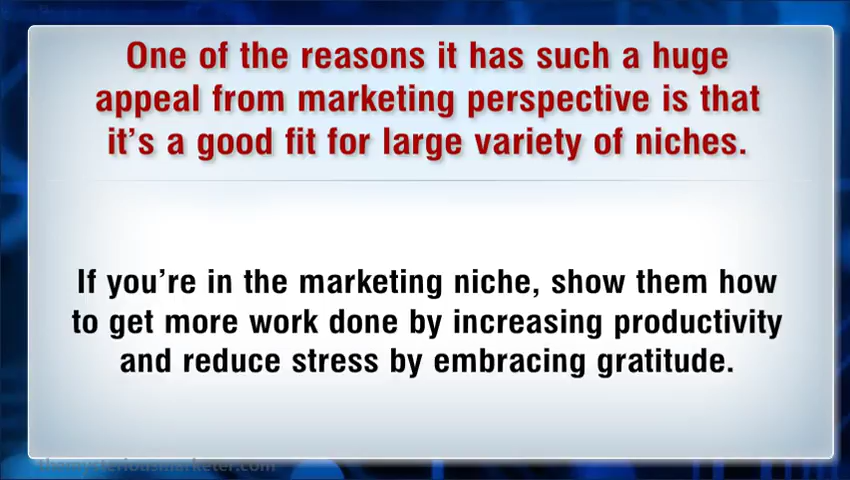 One of the reasons it has such a huge
appeal from marketing perspective is that
it's a good fit for large variety of niches.
If you're in the marketing niche, show them how
to get more work done by increasing productivity
and reduce stress by embracing gratitude.
themysteriousmarketer.com